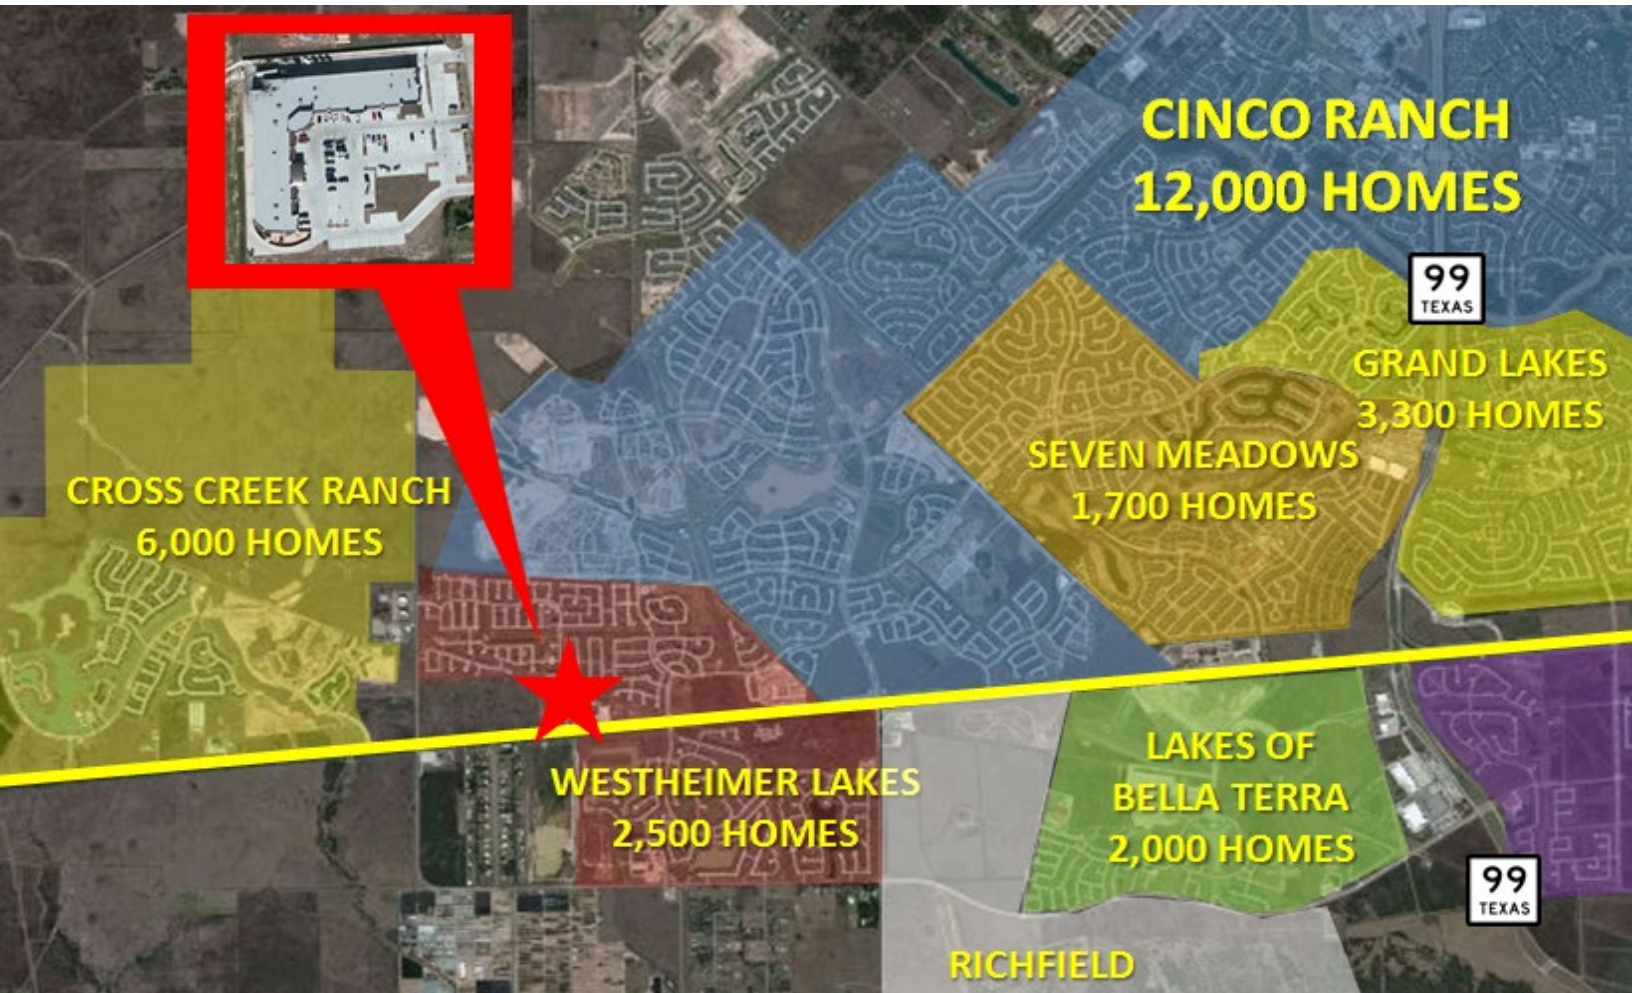 CINCO RANCH
12,000 HOMES
99
TEXAS
GRAND LAKES
3,300 HOMES
SEVEN MEADOWS
1,700 HOMES
CROSS CREEK RANCH
6,000 HOMES
WESTHEIMER LAKES
2,500 HOMES
LAKES OF
BELLA TERRA
2,000 HOMES
99
TEXAS
RICHFIELD